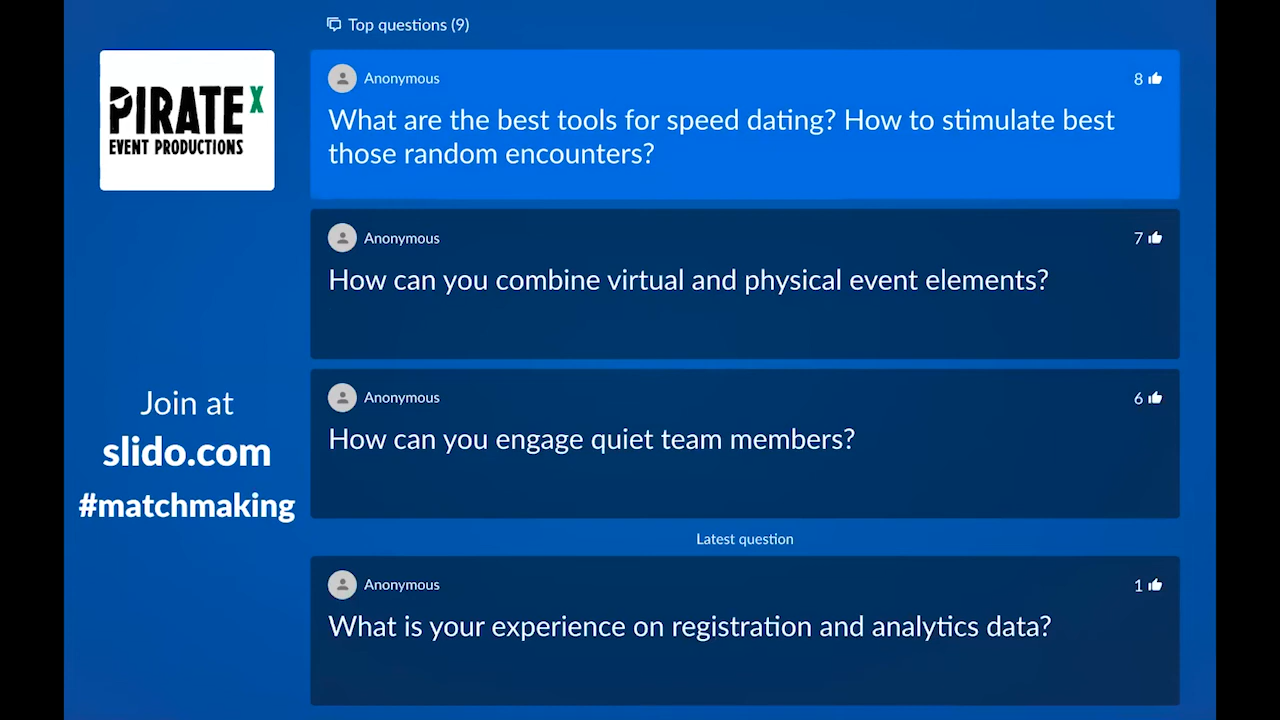 Top questions (9)
PIRATE X
EVENT PRODUCTIONS
Anonymous
8
What are the best tools for speed dating? How to stimulate best
those random encounters?
Anonymous
7
How can you combine virtual and physical event elements?
Anonymous
6
How can you engage quiet team members?
Join at
slido.com
#matchmaking
Latest question
Anonymous
1
What is your experience on registration and analytics data?